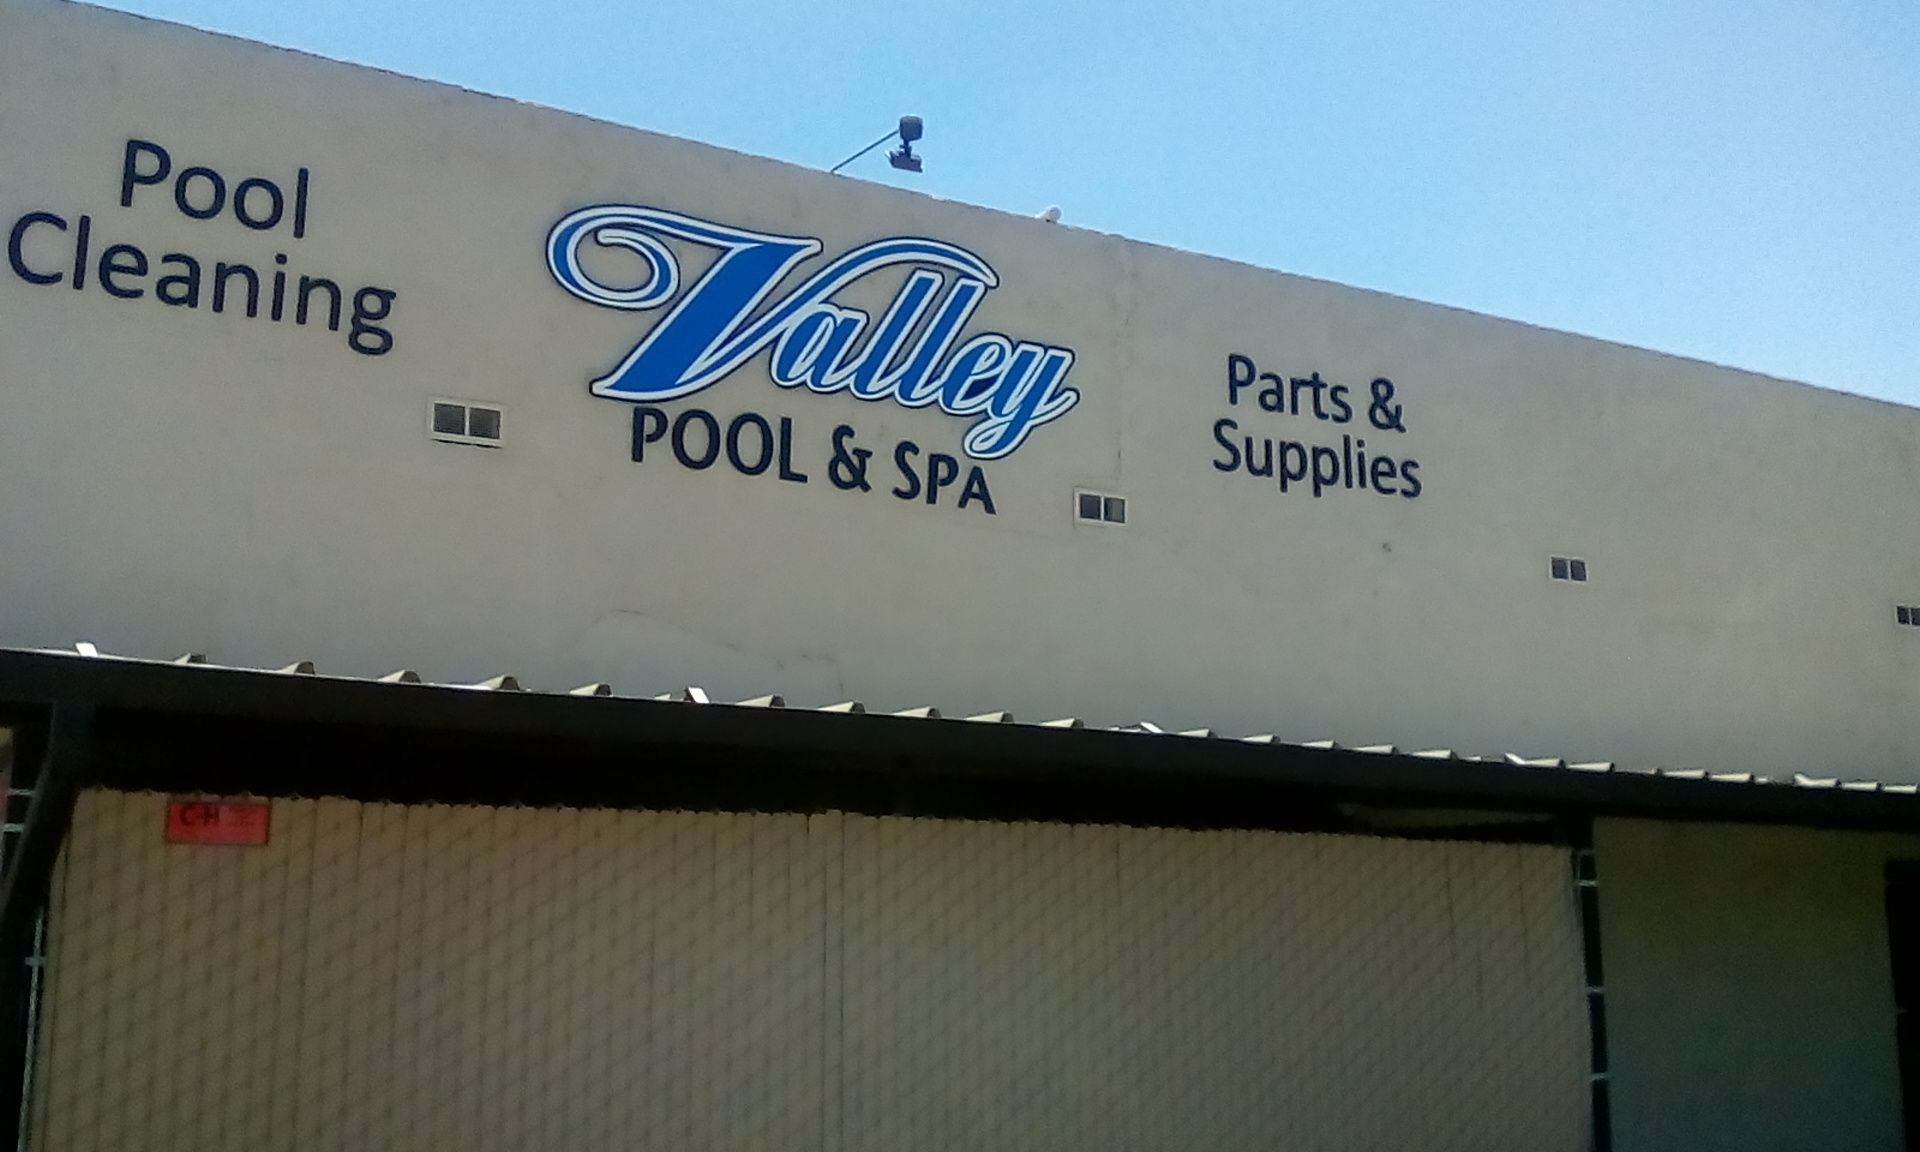 Pool
Cleaning
Valley
POOL & SPA
Parts &
Supplies
C-H